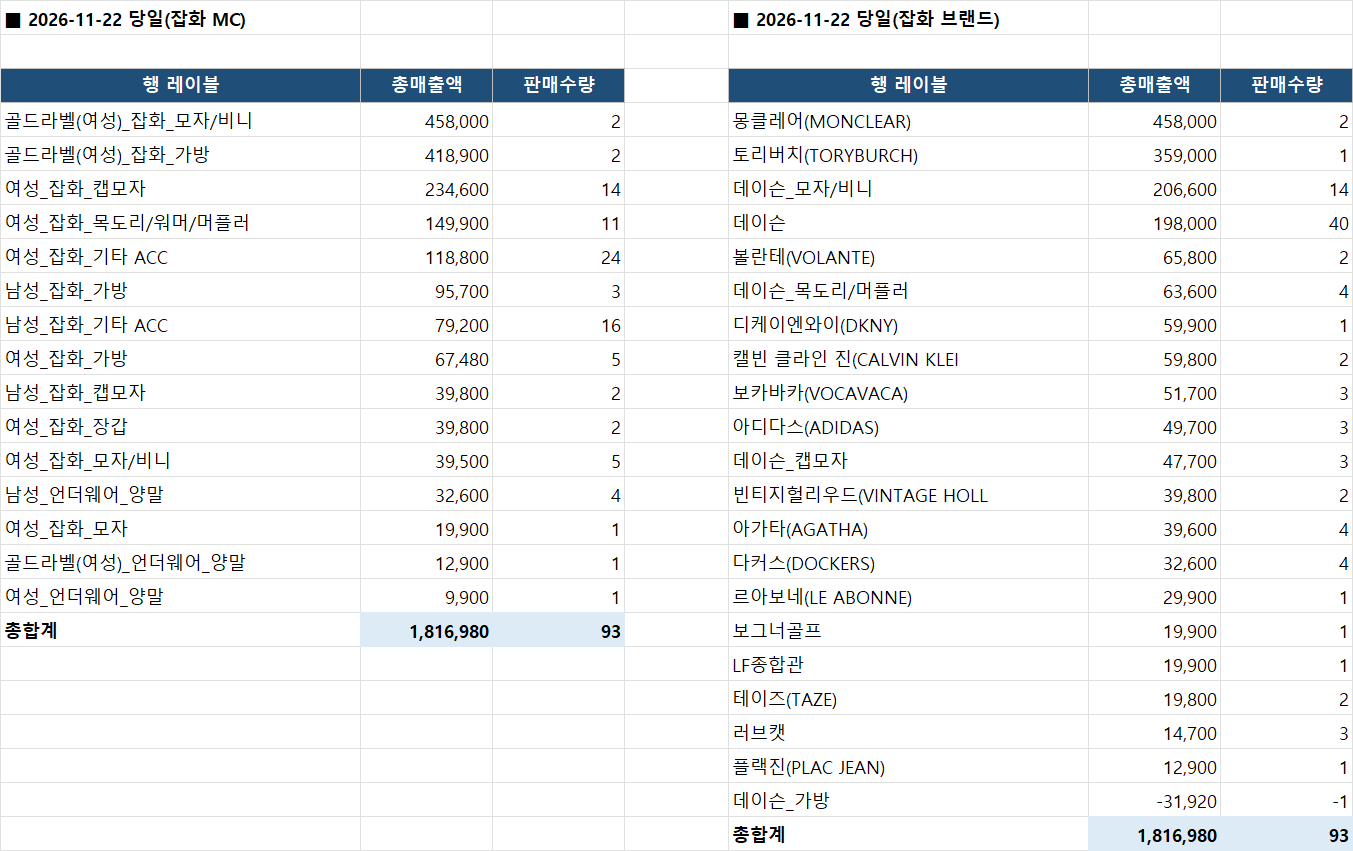 ■ 2026-11-22 당일(잡화 MC)
행 레이블 총매출액 판매수량
골드라벨(여성)_잡화_모자/비니 458,000 2
골드라벨(여성)_잡화_가방 418,900 2
여성_잡화_캡모자 234,600 14
여성_잡화_목도리/워머/머플러 149,900 11
여성_잡화_기타 ACC 118,800 24
남성_잡화_가방 95,700 3
남성_잡화_기타 ACC 79,200 16
여성_잡화_가방 67,480 5
남성_잡화_캡모자 39,800 2
여성_잡화_장갑 39,800 2
여성_잡화_모자/비니 39,500 5
남성_언더웨어_양말 32,600 4
여성_잡화_모자 19,900 1
골드라벨(여성)_언더웨어_양말 12,900 1
여성_언더웨어_양말 9,900 1
총합계 1,816,980 93
■ 2026-11-22 당일(잡화 브랜드)
행 레이블 총매출액 판매수량
몽클레어(MONCLEAR) 458,000 2
토리버치(TORYBURCH) 359,000 1
데이슨_모자/비니 206,600 14
데이슨 198,000 40
볼란테(VOLANTE) 65,800 2
데이슨_목도리/머플러 63,600 4
디케이엔와이(DKNY) 59,900 1
캘빈 클라인 진(CALVIN KLEI 59,800 2
보카바카(VOCAVACA) 51,700 3
아디다스(ADIDAS) 49,700 3
데이슨_캡모자 47,700 3
빈티지헐리우드(VINTAGE HOLL 39,800 2
아가타(AGATHA) 39,600 4
다커스(DOCKERS) 32,600 4
르아보네(LE ABONNE) 29,900 1
보그너골프 19,900 1
LF종합관 19,900 1
테이즈(TAZE) 19,800 2
러브캣 14,700 3
플랙진(PLAC JEAN) 12,900 1
데이슨_가방 -31,920 -1
총합계 1,816,980 93